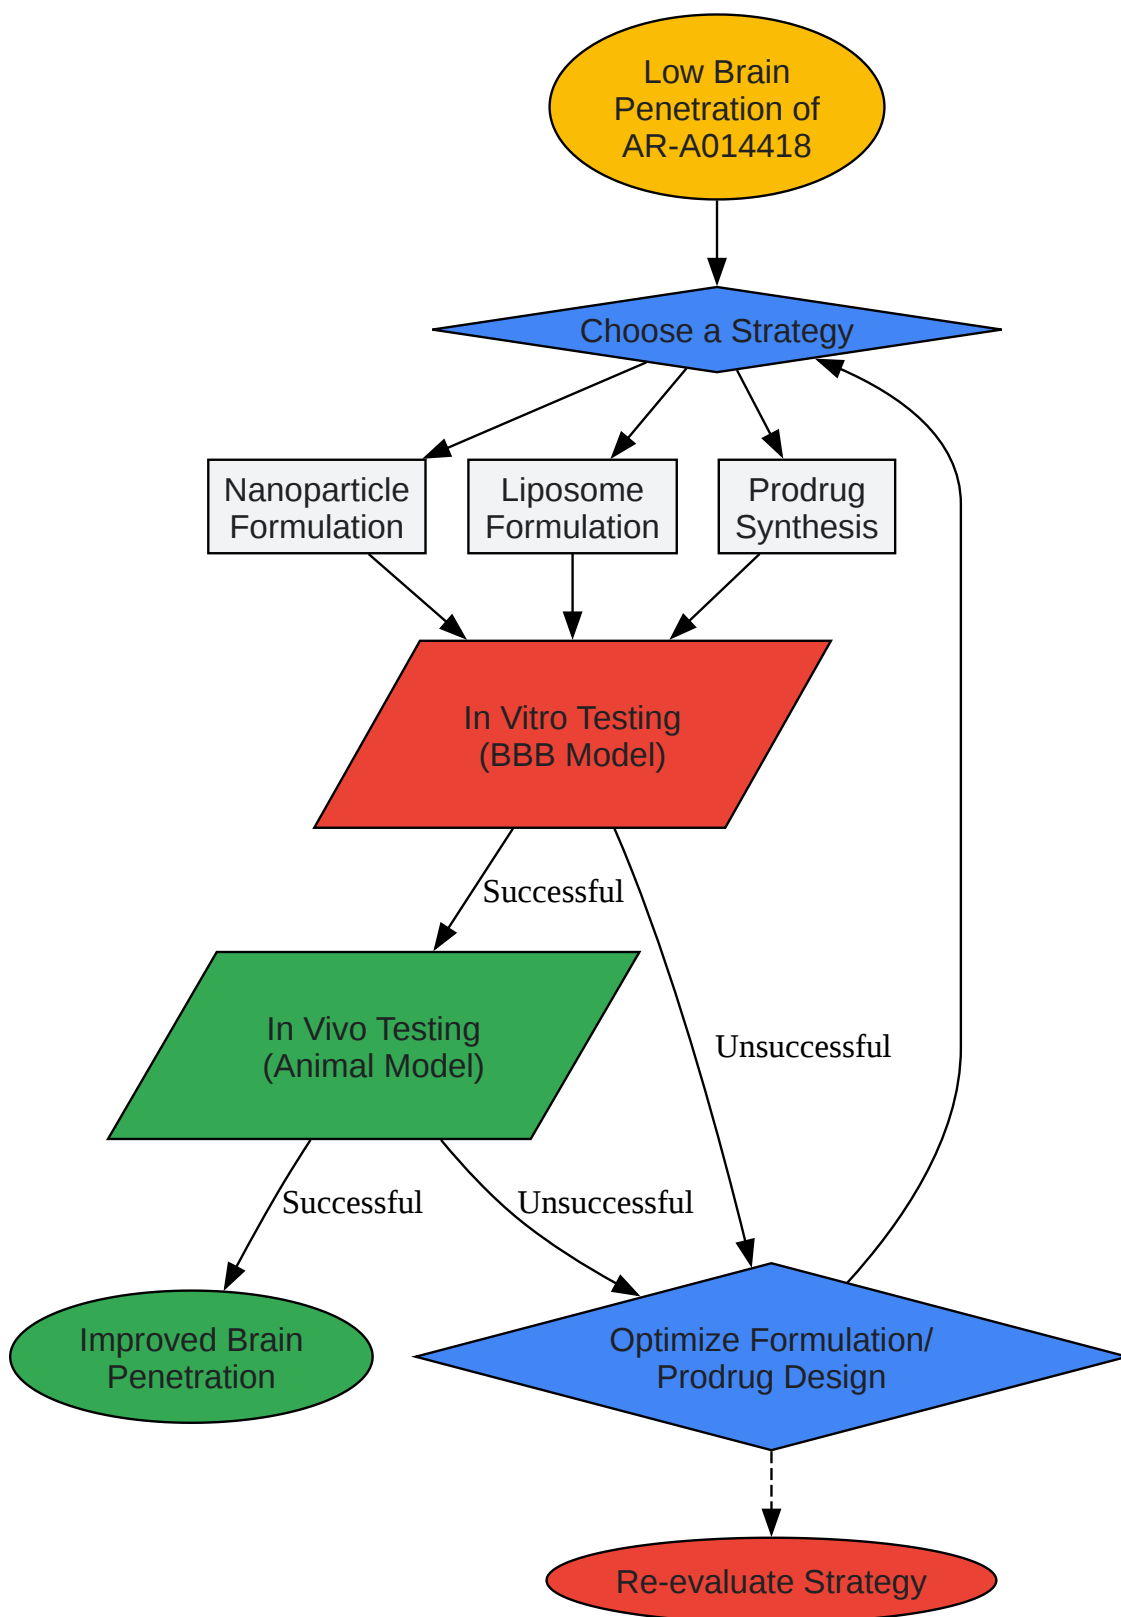 Low Brain
Penetration of
AR-A014418
Choose a Strategy
Nanoparticle
Formulation
Liposome
Formulation
Prodrug
Synthesis
In Vitro Testing
(BBB Model)
Successful
In Vivo Testing
(Animal Model)
Unsuccessful
Successful
Unsuccessful
Improved Brain
Penetration
Optimize Formulation/
Prodrug Design
Re-evaluate Strategy